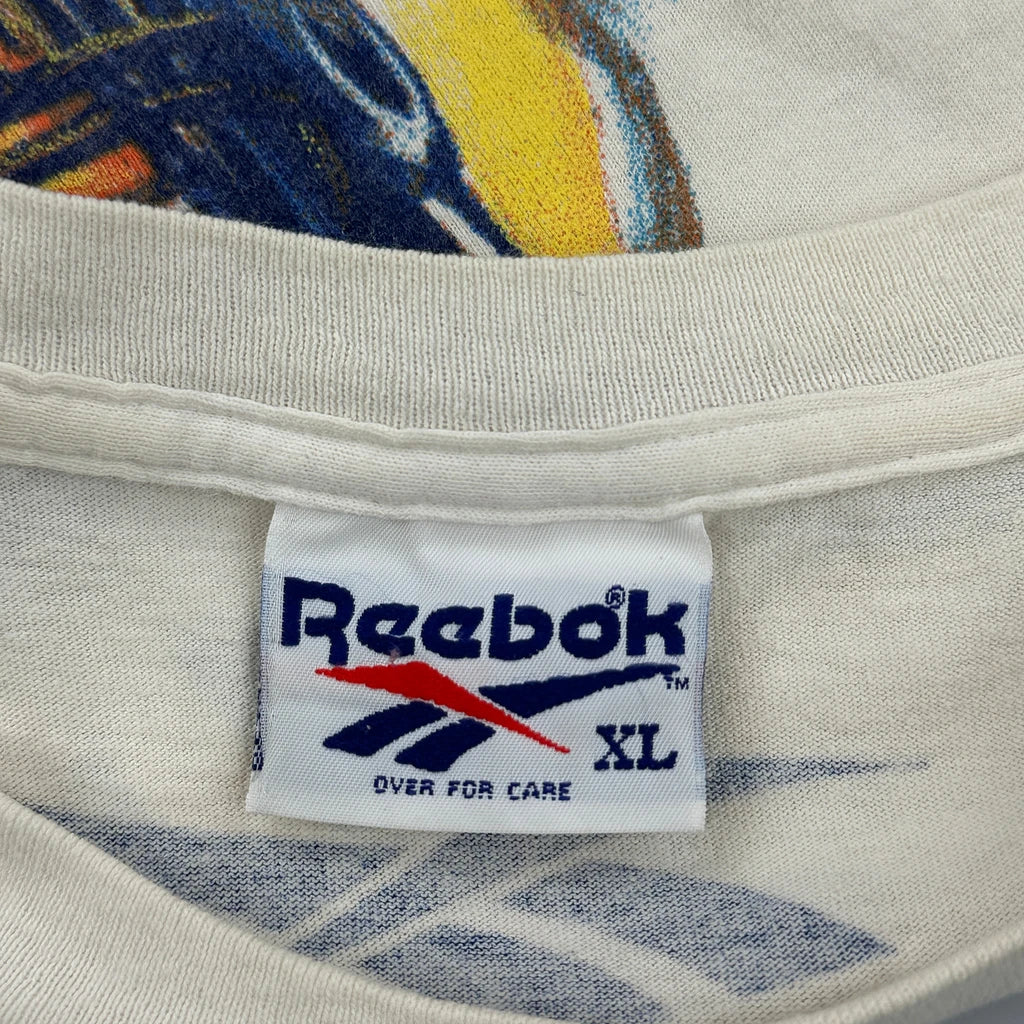 Reebok®
TM
XL
OVER FOR CARE